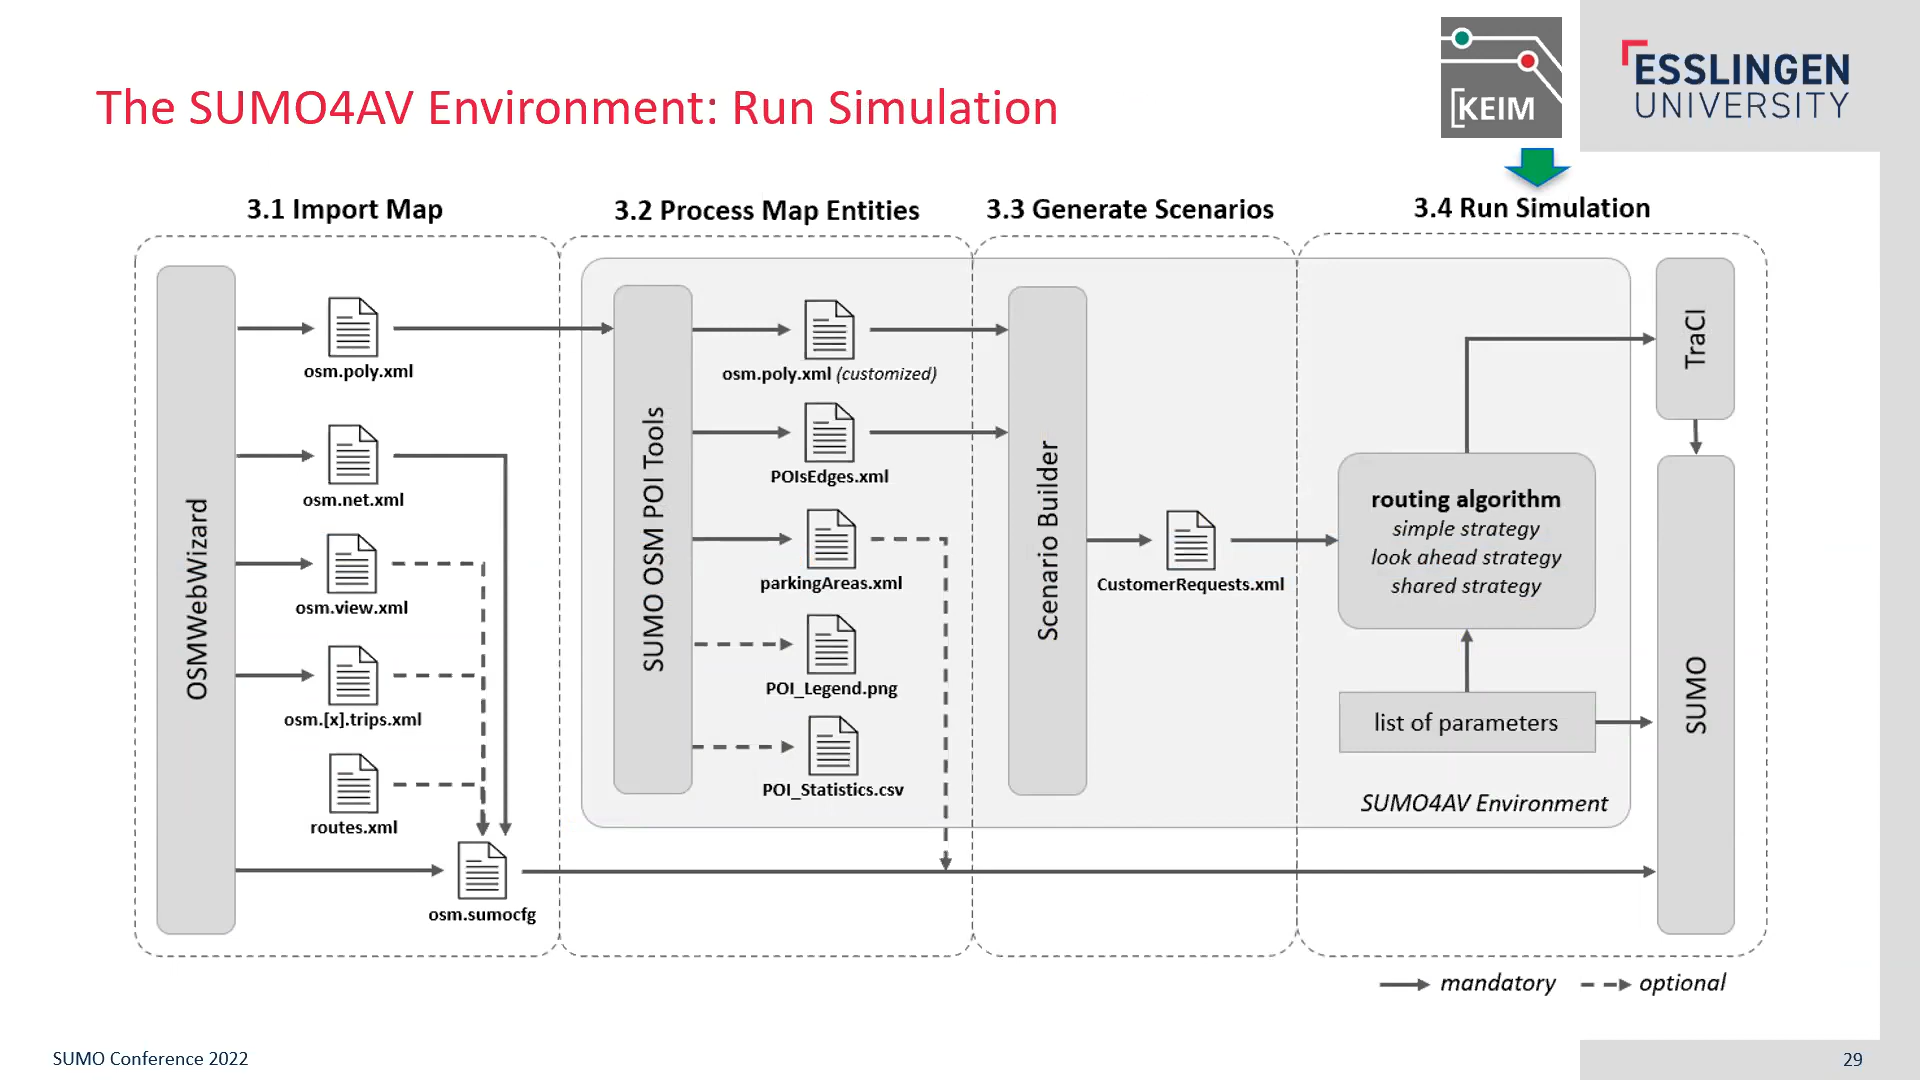 KEIM
ESSLINGEN
UNIVERSITY
The SUMO4AV Environment: Run Simulation
3.1 Import Map
3.2 Process Map Entities
3.3 Generate Scenarios
3.4 Run Simulation
OSMWebWizard
osm.poly.xml
osm.net.xml
osm.view.xml
osm.[x].trips.xml
routes.xml
osm.sumocfg
SUMO OSM POI Tools
osm.poly.xml (customized)
POIsEdges.xml
parkingAreas.xml
POI_Legend.png
POI_Statistics.csv
Scenario Builder
CustomerRequests.xml
routing algorithm
simple strategy
look ahead strategy
shared strategy
list of parameters
SUMO4AV Environment
TraCI
SUMO
mandatory
optional
SUMO Conference 2022
29